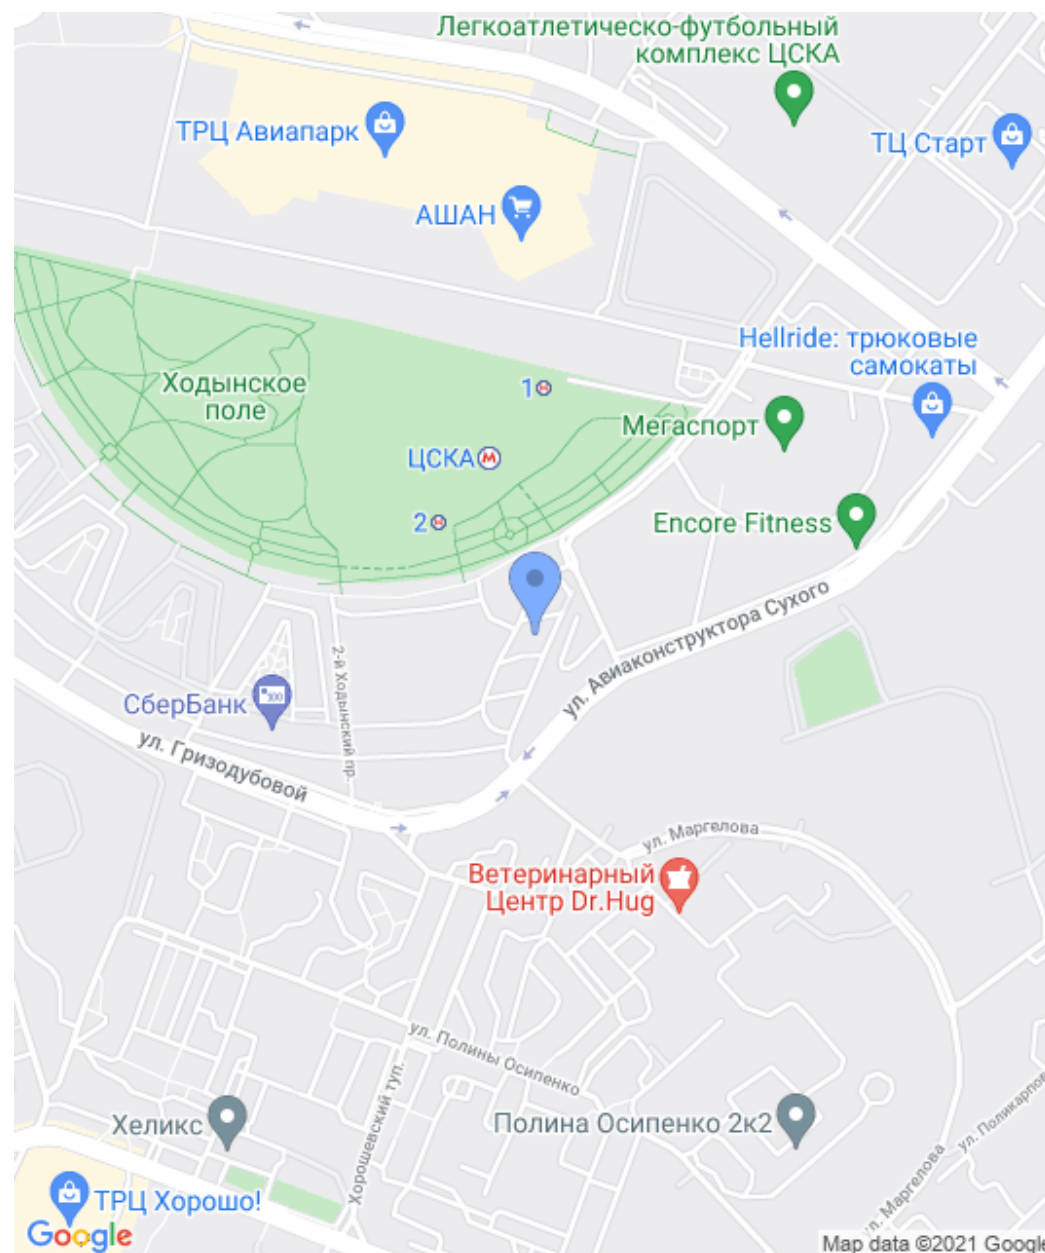 Легкоатлетическо-футбольный
комплекс ЦСКА
ТРЦ Авиапарк
ТЦ Старт
АШАН
Hellride: трюковые
самокаты
Ходынское
поле
1
Мегаспорт
ЦСКА
М
2
Encore Fitness
ул. Авиаконструктора Сухого
2-й Ходынский пр.
СберБанк
ул. Гризодубовой
ул. Маргелова
Ветеринарный
Центр Dr.Hug
ул. Полины Осипенко
Хорошевский туп.
Хеликс
Полина Осипенко 2к2
ул. Поликарпов
ул. Маргелова
ТРЦ Хорошо!
Google
Map data ©2021 Google